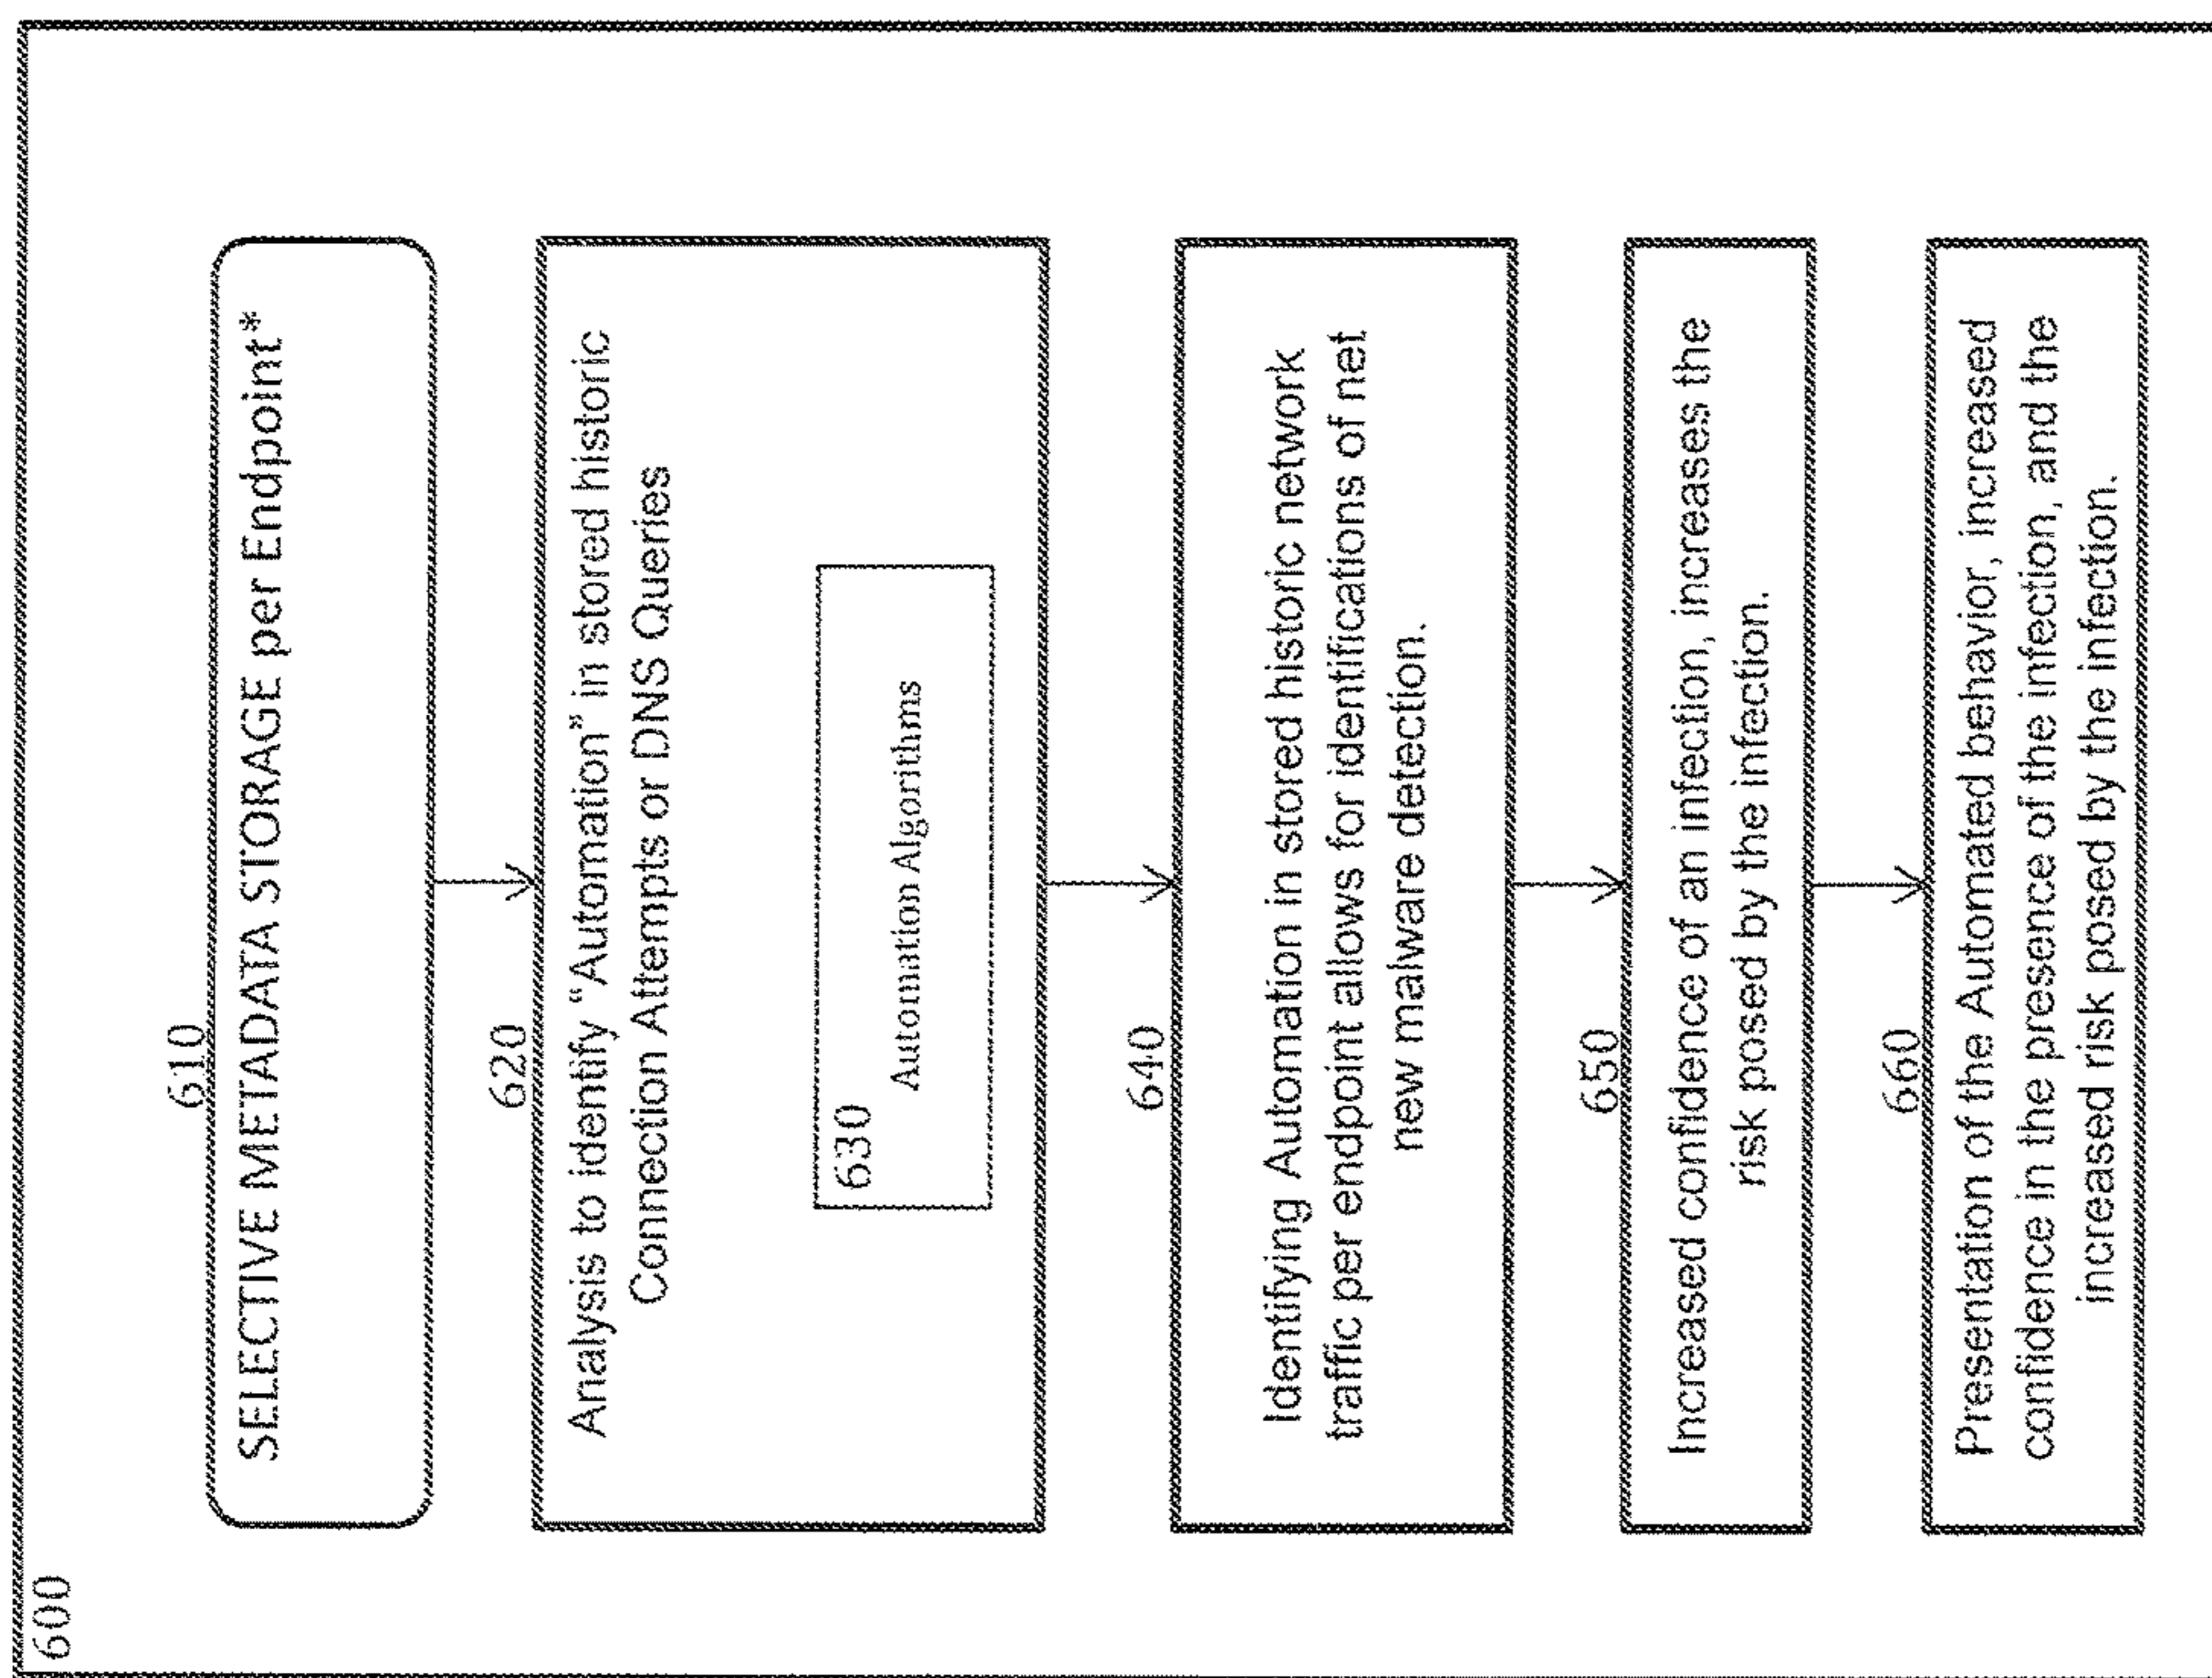 600
610
SELECTIVE METADATA STORAGE per Endpoint*
620
Analysis to identify “Automation” in stored historic
Connection Attempts or DNS Queries
630
Automation Algorithms
640
Identifying Automation in stored historic network
traffic per endpoint allows for identifications of net
new malware detection.
650
Increased confidence of an infection, increases the
risk posed by the infection.
660
Presentation of the Automated behavior, increased
confidence in the presence of the infection, and the
increased risk posed by the infection.